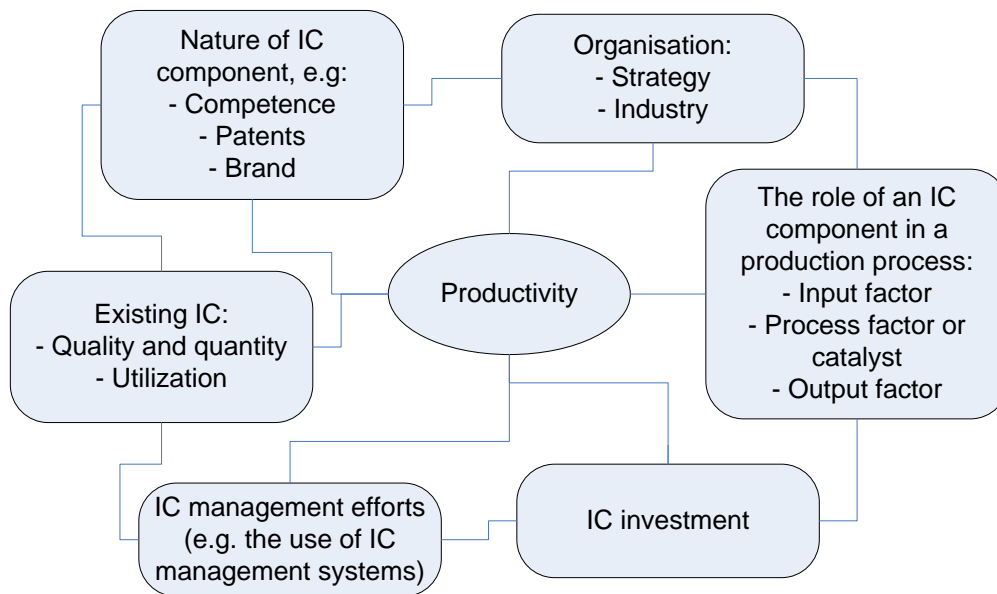 Nature of IC
component, e.g:
- Competence
- Patents
- Brand
Organisation:
- Strategy
- Industry
The role of an IC
component in a
production process:
- Input factor
- Process factor or
catalyst
- Output factor
Productivity
Existing IC:
- Quality and quantity
- Utilization
IC management efforts
(e.g. the use of IC
management systems)
IC investment